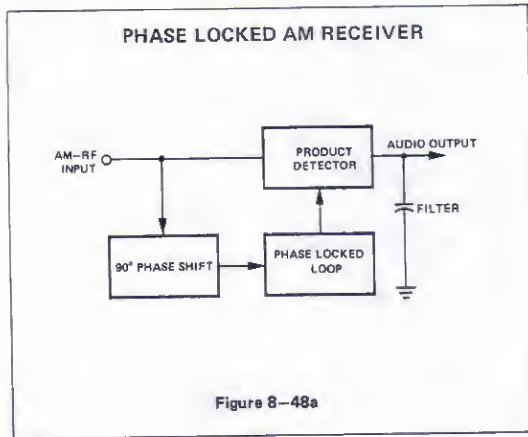 PHASE LOCKED AM RECEIVER
AM-RF
INPUT
PRODUCT
DETECTOR
AUDIO OUTPUT
FILTER
90° PHASE SHIFT
PHASE LOCKED
LOOP
Figure 8-48a